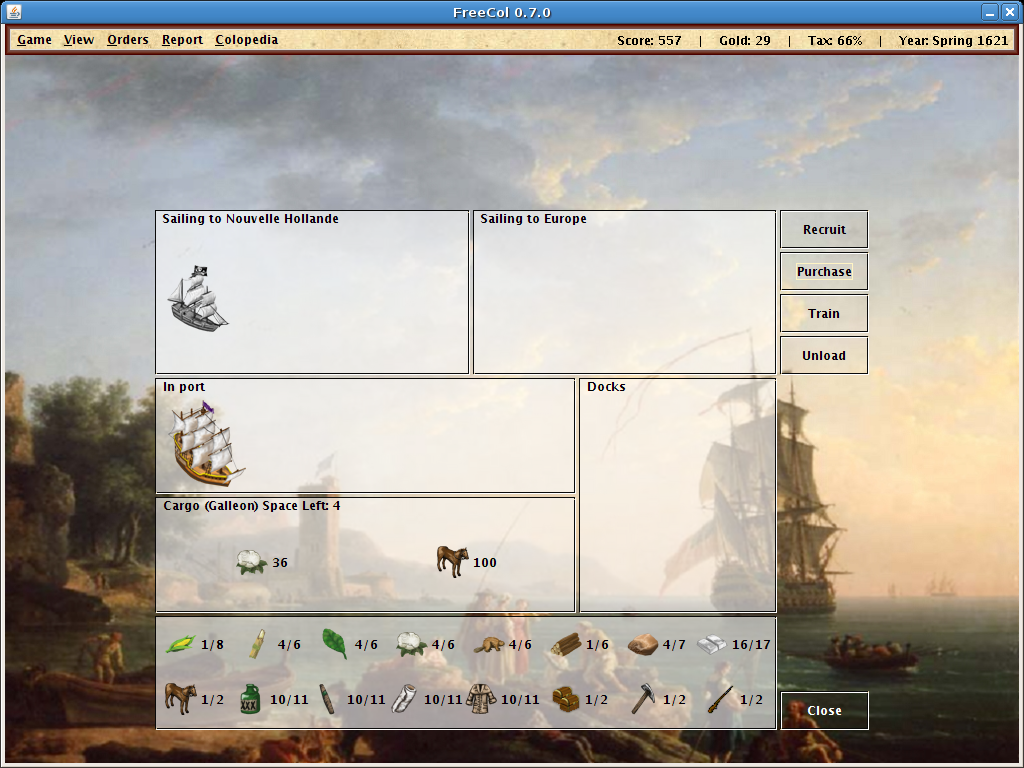 FreeCol 0.7.0
Game View Orders Report Colopedia Score: 557 | Gold: 29 | Tax: 66% | Year: Spring 1621
Sailing to Nouvelle Hollande
Sailing to Europe
Recruit
Purchase
Train
Unload
In port
Docks
Cargo (Galleon) Space Left: 4
36
100
1/8 4/6 4/6 4/6 4/6 1/6 4/7 16/17
1/2 XXX 10/11 10/11 10/11 10/11 1/2 1/2 1/2
Close